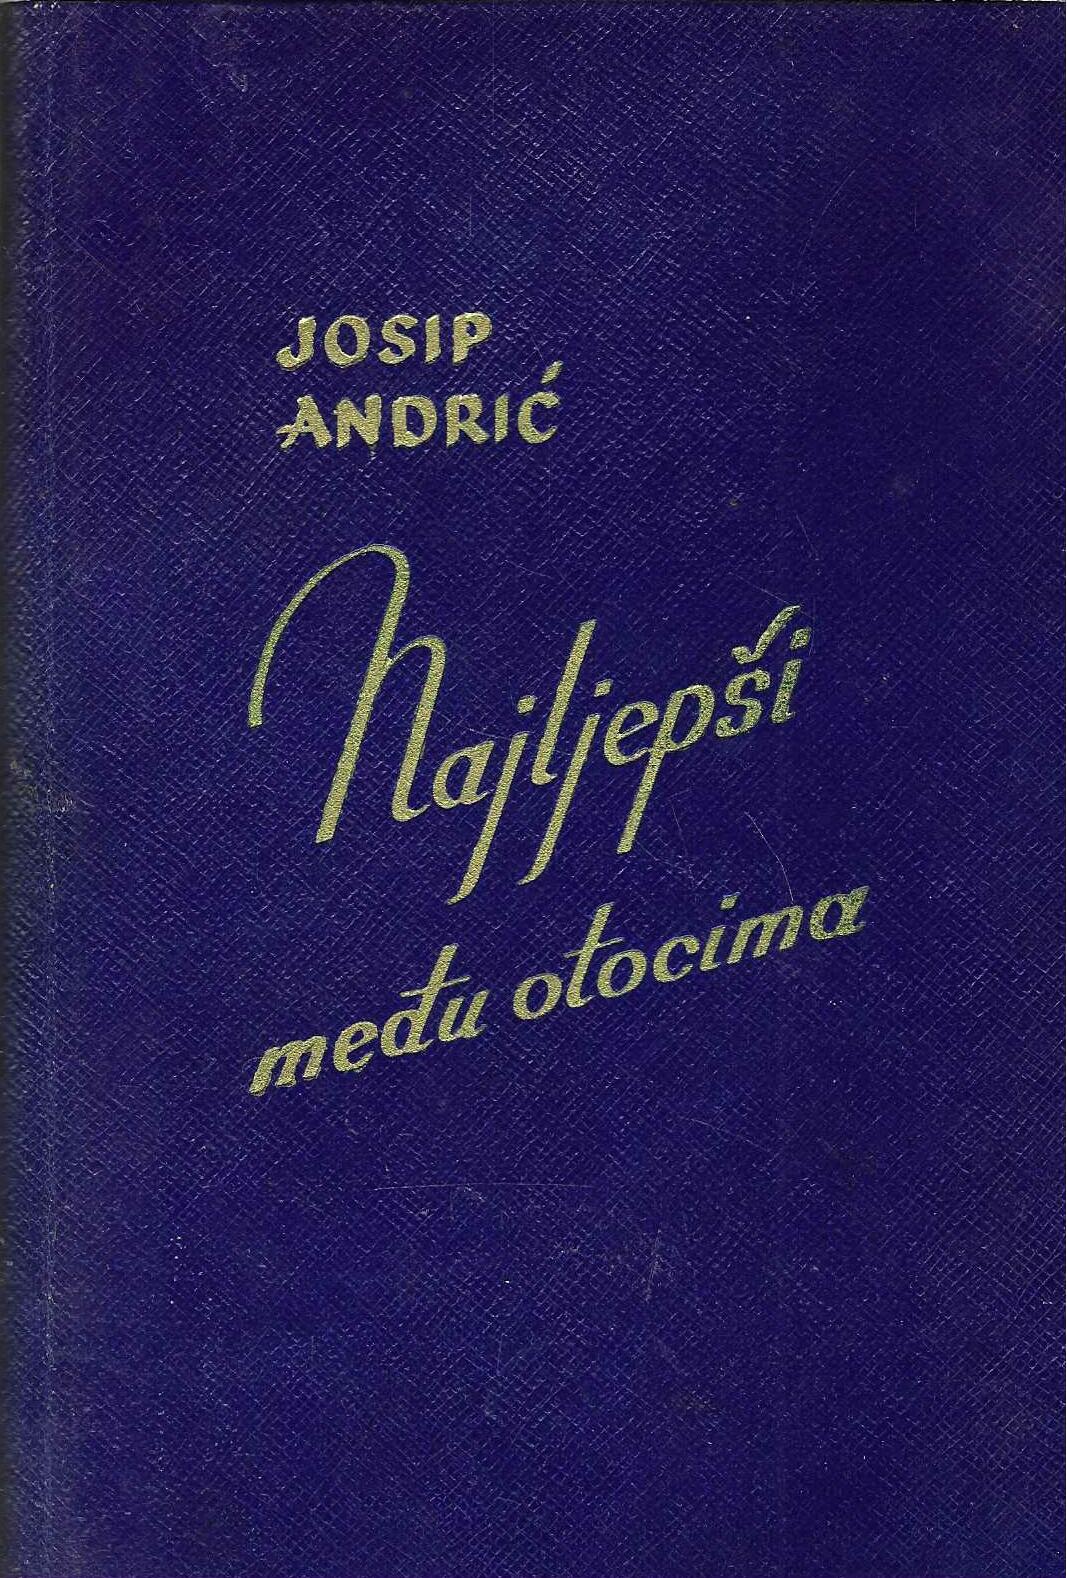 JOSIP
ANDRIĆ
Najljepši
među otocima